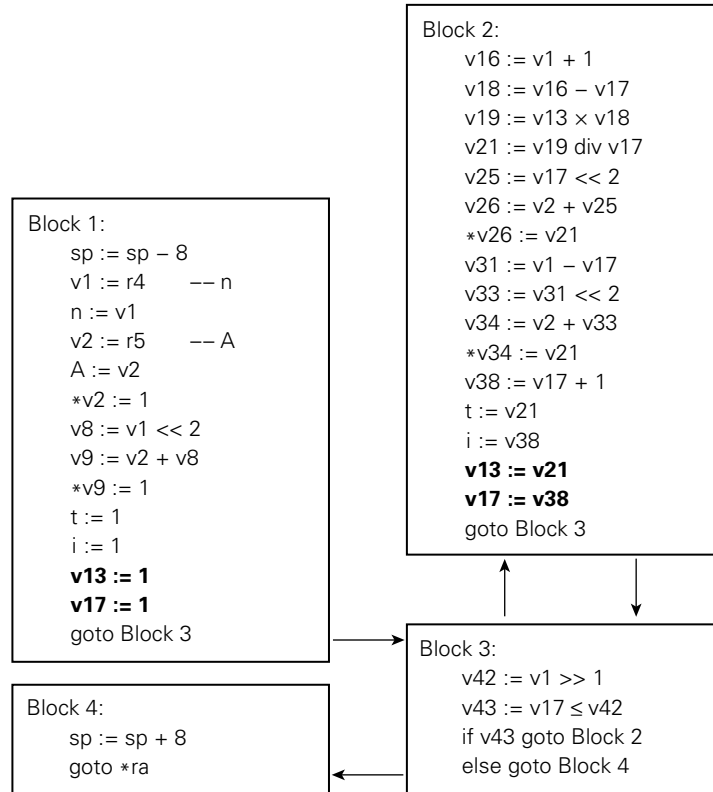 Block 1:
sp := sp – 8
v1 := r4 –– n
n := v1
v2 := r5 –– A
A := v2
*v2 := 1
v8 := v1 << 2
v9 := v2 + v8
*v9 := 1
t := 1
i := 1
v13 := 1
v17 := 1
goto Block 3
Block 2:
v16 := v1 + 1
v18 := v16 – v17
v19 := v13 × v18
v21 := v19 div v17
v25 := v17 << 2
v26 := v2 + v25
*v26 := v21
v31 := v1 – v17
v33 := v31 << 2
v34 := v2 + v33
*v34 := v21
v38 := v17 + 1
t := v21
i := v38
v13 := v21
v17 := v38
goto Block 3
Block 3:
v42 := v1 >> 1
v43 := v17 ≤ v42
if v43 goto Block 2
else goto Block 4
Block 4:
sp := sp + 8
goto *ra